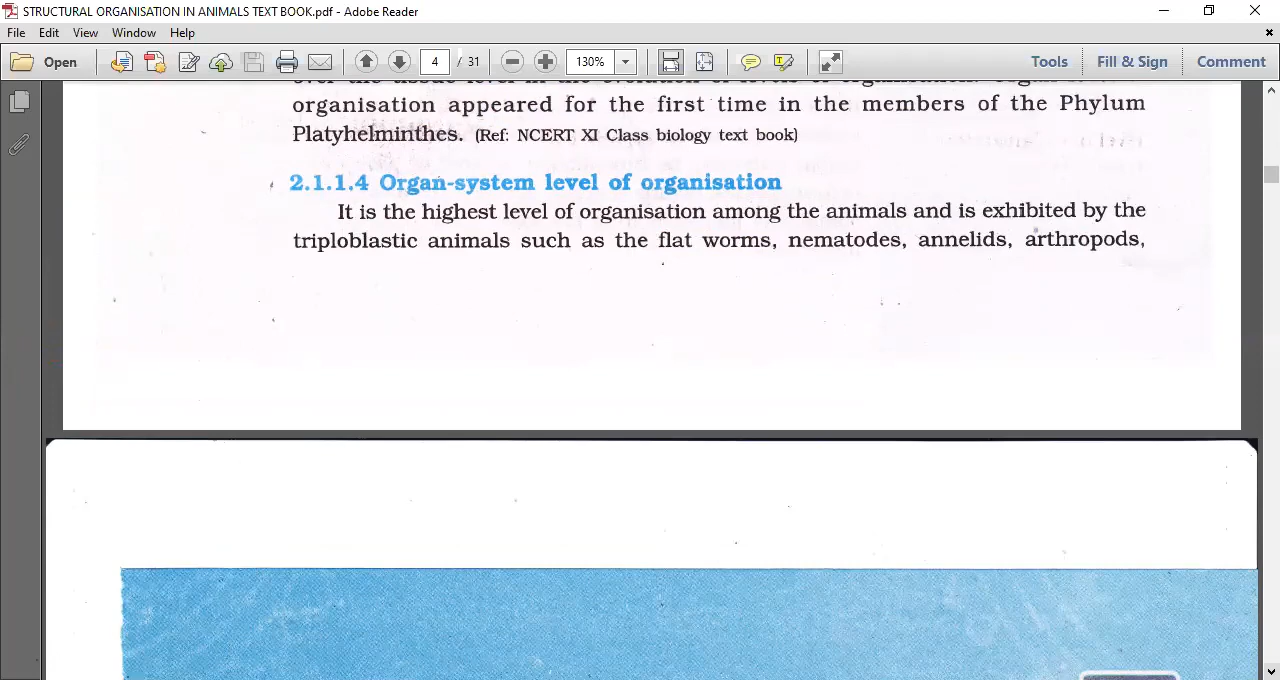 STRUCTURAL ORGANISATION IN ANIMALS TEXT BOOK.pdf - Adobe Reader
File Edit View Window Help
Open 4 / 31 130% Tools Fill & Sign Comment
organisation appeared for the first time in the members of the Phylum
Platyhelminthes. (Ref: NCERT XI Class biology text book)
2.1.1.4 Organ-system level of organisation
It is the highest level of organisation among the animals and is exhibited by the
triploblastic animals such as the flat worms, nematodes, annelids, arthropods,